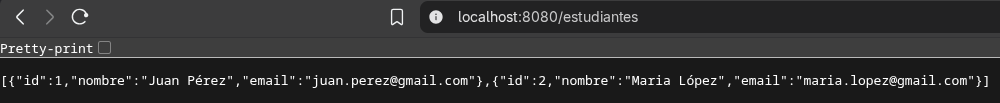 localhost:8080/estudiantes
Pretty-print
[{"id":1,"nombre":"Juan Pérez","email":"juan.perez@gmail.com"},{"id":2,"nombre":"Maria López","email":"maria.lopez@gmail.com"}]